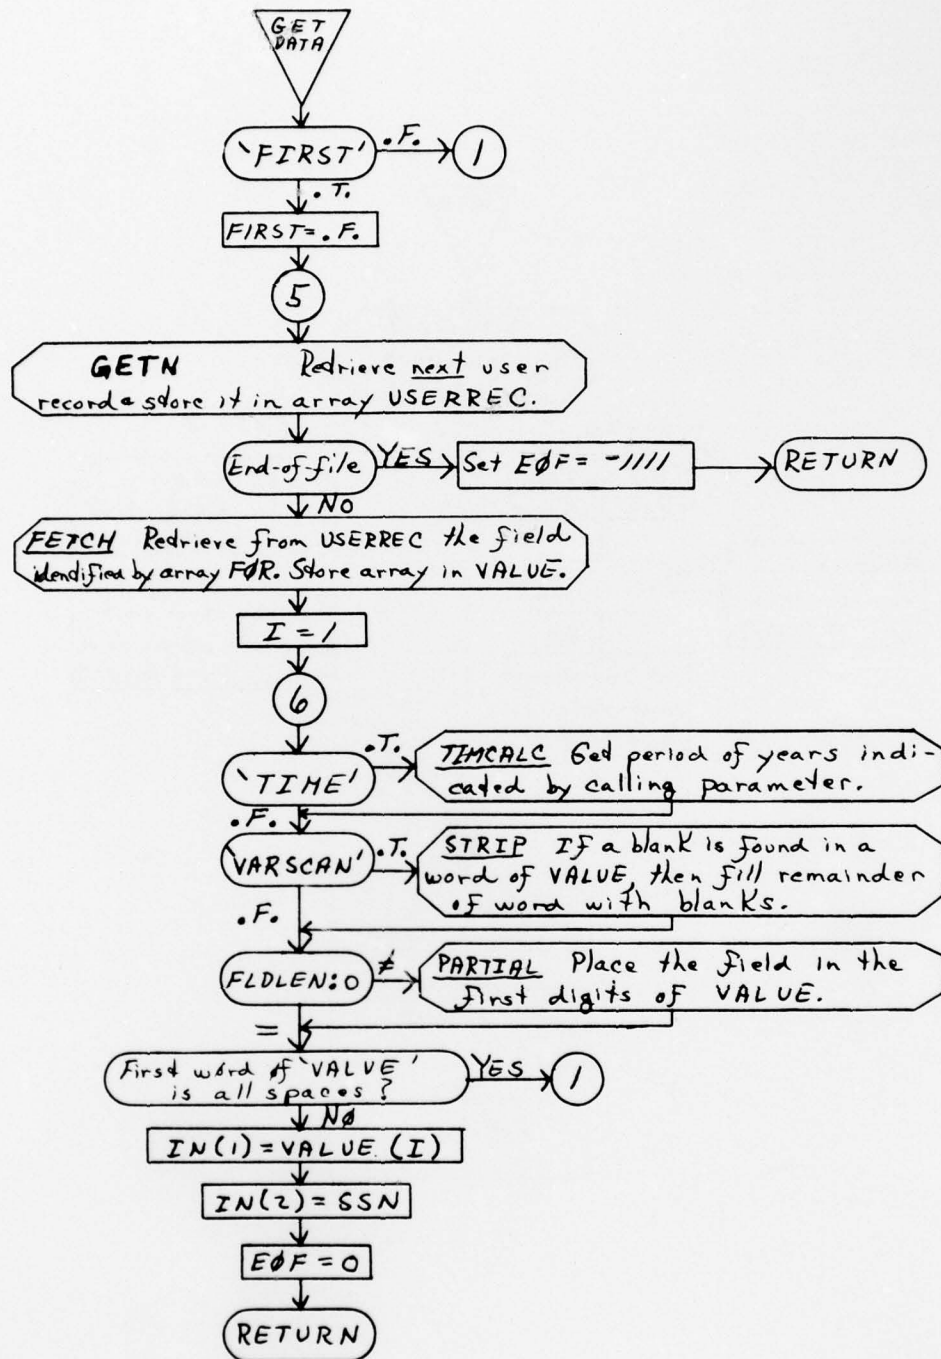 GET
DATA
'FIRST'
.F.
1
.T.
FIRST=.F.
5
GETN Retrieve next user
record & store it in array USERREC.
End-of-file
YES
Set EØF = -1111
RETURN
NO
FETCH Retrieve from USERREC the field
identified by array FØR. Store array in VALUE.
I = 1
6
'TIME'
.T.
TIMCALC Get period of years indi-
cated by calling parameter.
.F.
'VARSCAN'
.T.
STRIP If a blank is found in a
word of VALUE, then fill remainder
of word with blanks.
.F.
FLDLEN:0
≠
PARTIAL Place the field in the
first digits of VALUE.
=
First word of 'VALUE'
is all spaces?
YES
1
NØ
IN(1)=VALUE (I)
IN(2)=SSN
EØF=0
RETURN